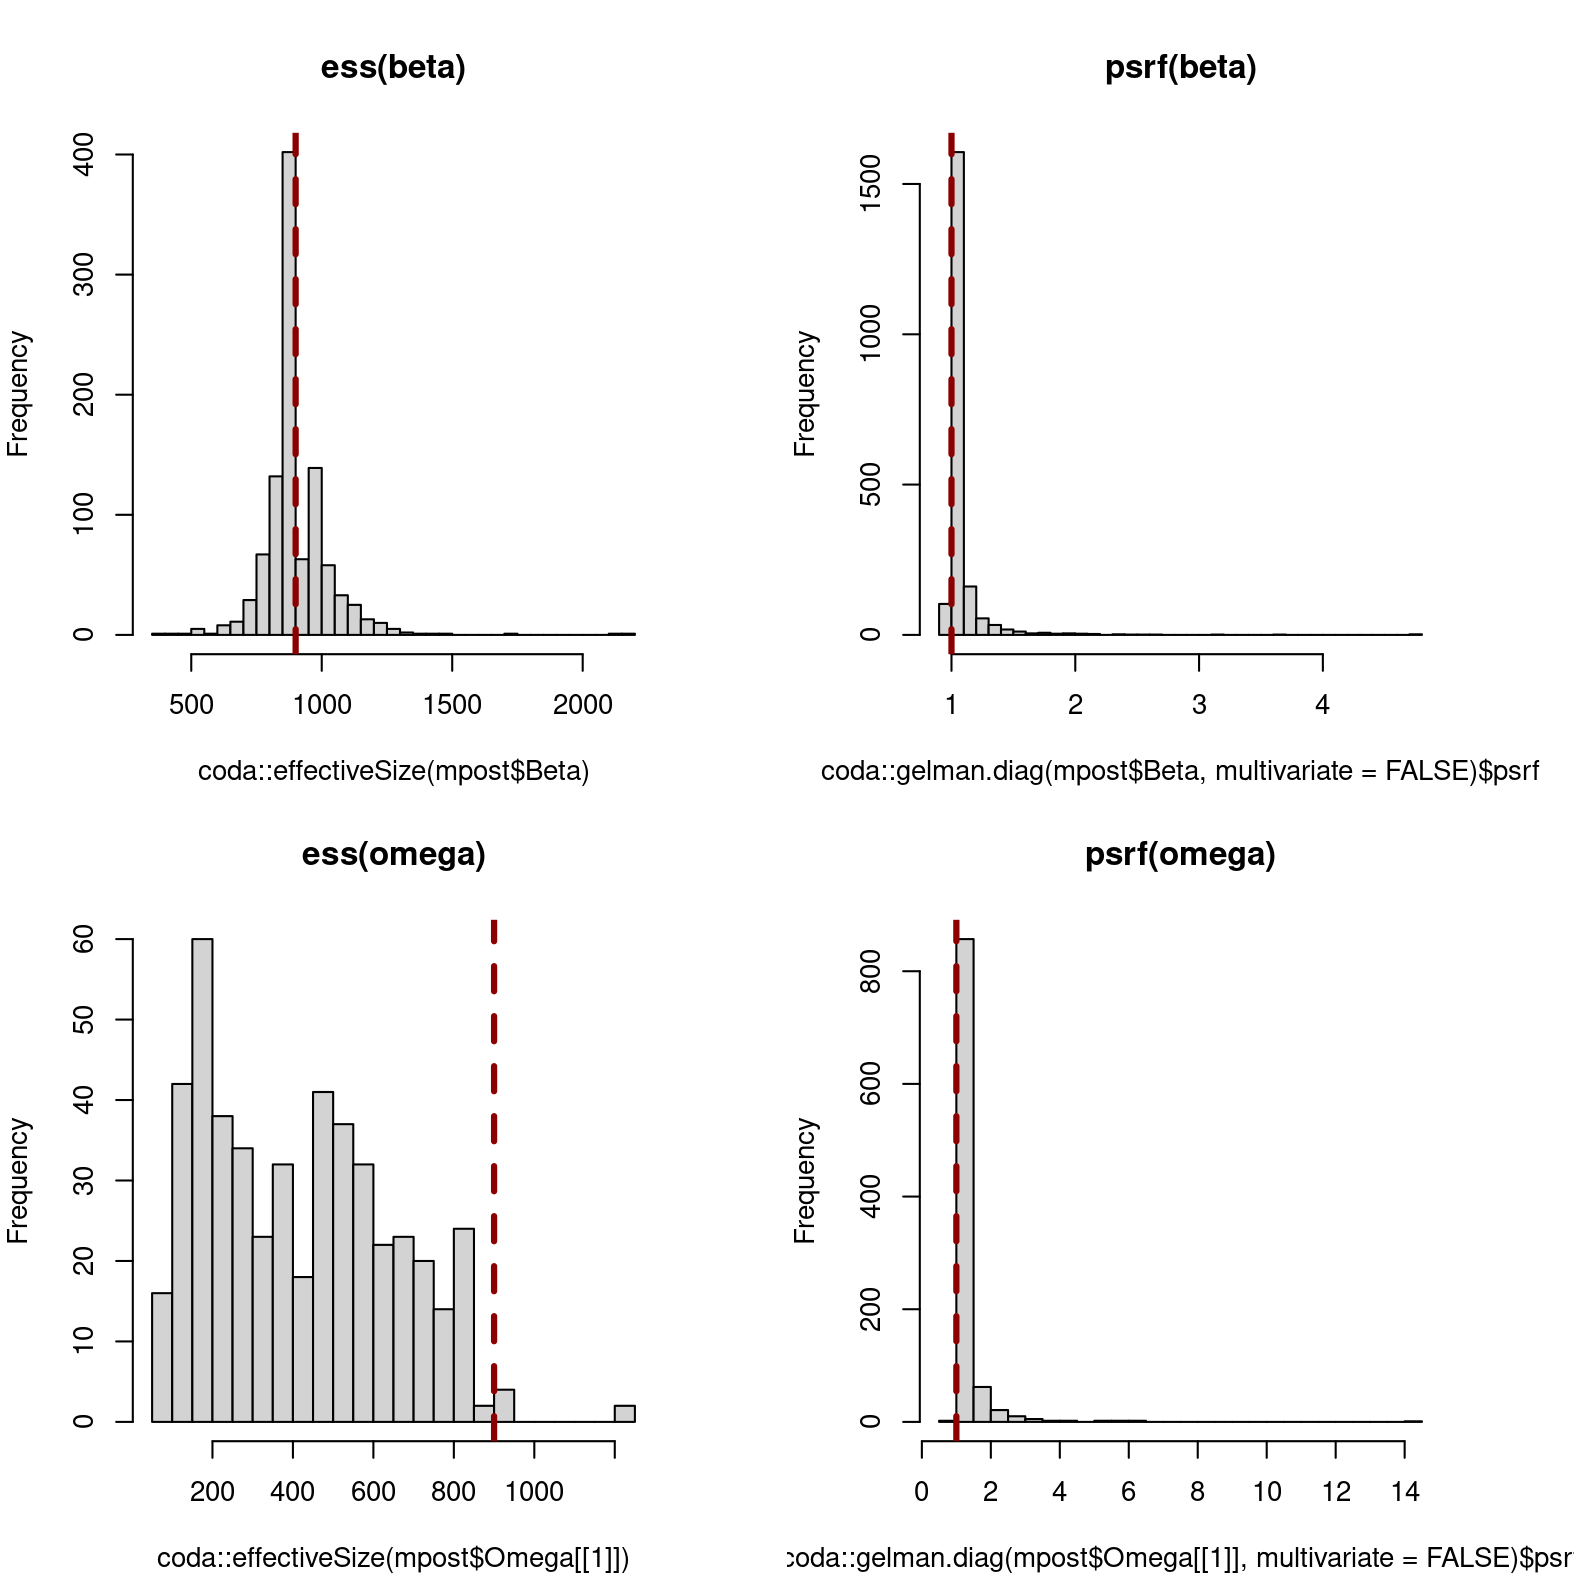 ess(beta)
Frequency
400
300
200
100
0
500 1000 1500 2000
coda::effectiveSize(mpost$Beta)
psrf(beta)
Frequency
1500
1000
500
0
1 2 3 4
coda::gelman.diag(mpost$Beta, multivariate = FALSE)$psrf
ess(omega)
Frequency
60
50
40
30
20
10
0
200 400 600 800 1000
coda::effectiveSize(mpost$Omega[[1]])
psrf(omega)
Frequency
800
600
400
200
0
0 2 4 6 8 10 12 14
coda::gelman.diag(mpost$Omega[[1]], multivariate = FALSE)$psr